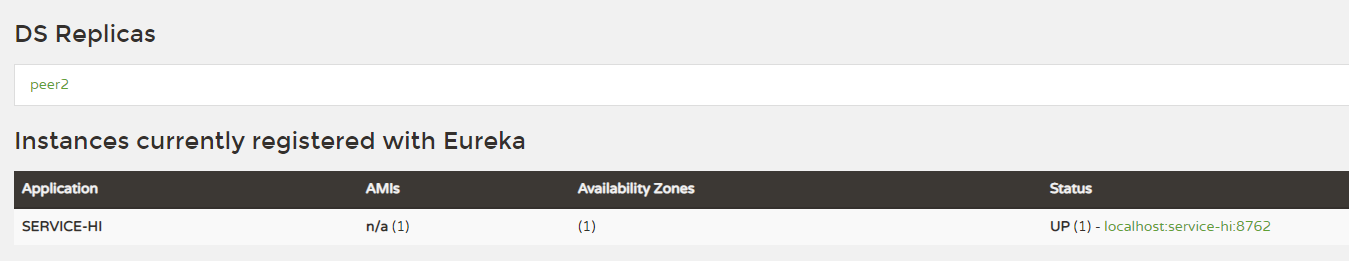 DS Replicas
peer2
Instances currently registered with Eureka
Application AMIs Availability Zones Status
SERVICE-HI n/a (1) (1) UP (1) - localhost:service-hi:8762